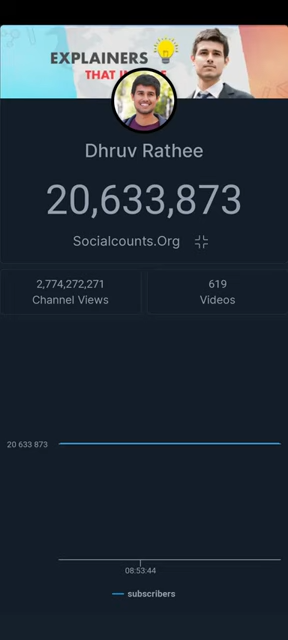 EXPLAINERS
Dhruv Rathee
20,633,873
Socialcounts.Org
2,774,272,271
Channel Views
619
Videos
20 633 873
08:53:44
subscribers